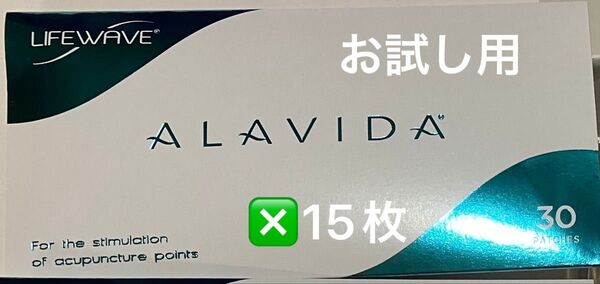 LIFEWAVE®
お試し用
ALAVIDA
❎15枚
30
PATCHES
For the stimulation
of acupuncture points